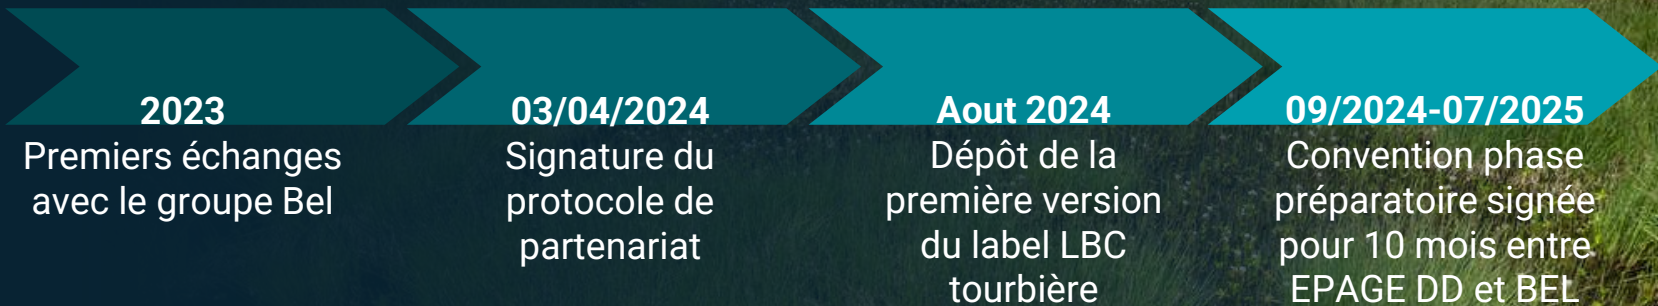 2023
Premiers échanges
avec le groupe Bel
03/04/2024
Signature du
protocole de
partenariat
Aout 2024
Dépôt de la
première version
du label LBC
tourbière
09/2024-07/2025
Convention phase
préparatoire signée
pour 10 mois entre
EPAGE DD et BEL